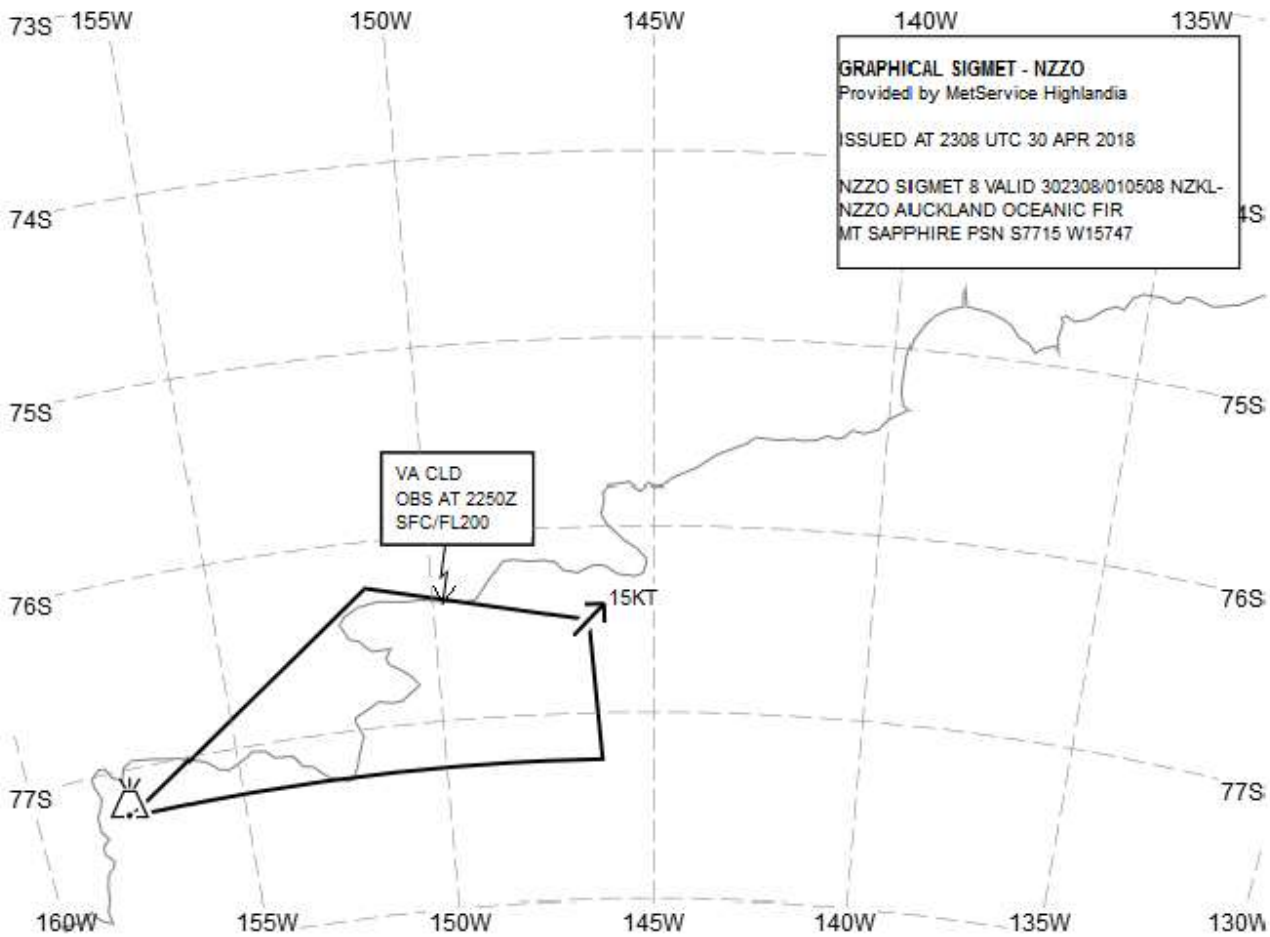 73S 155W 150W 145W 140W 135W
GRAPHICAL SIGMET - NZZO
Provided by MetService Highlandia
ISSUED AT 2308 UTC 30 APR 2018
NZZO SIGMET 8 VALID 302308/010508 NZKL-
NZZO AUCKLAND OCEANIC FIR
MT SAPPHIRE PSN S7715 W15747
74S 4S
75S 75S
VA CLD
OBS AT 2250Z
SFC/FL200
76S 15KT 76S
77S 77S
160W 155W 150W 145W 140W 135W 130W